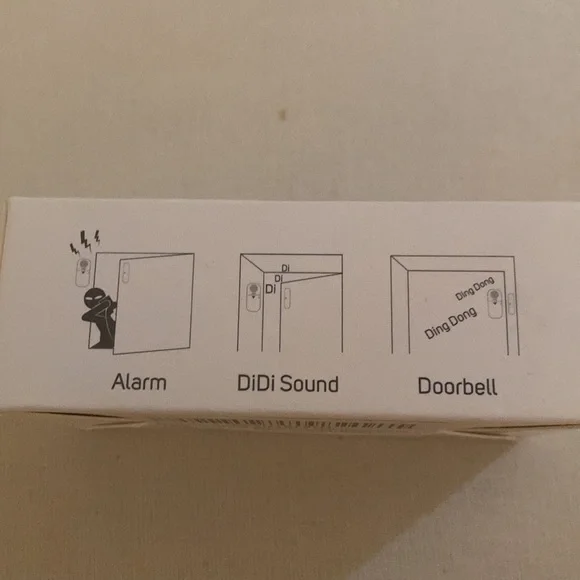 Di
Di
Di
Ding Dong
Ding Dong
Alarm
DiDi Sound
Doorbell